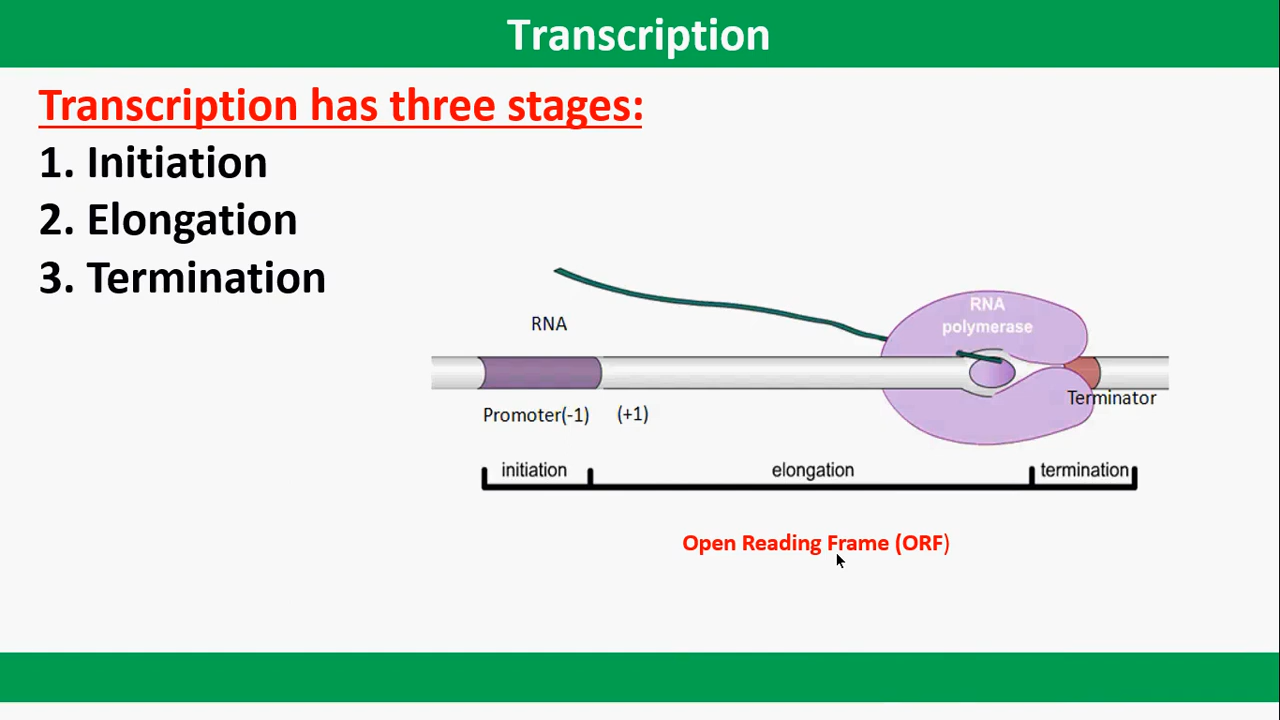 Transcription
Transcription has three stages:
1. Initiation
2. Elongation
3. Termination
RNA
polymerase
RNA
Terminator
Promoter(-1) (+1)
initiation elongation termination
Open Reading Frame (ORF)